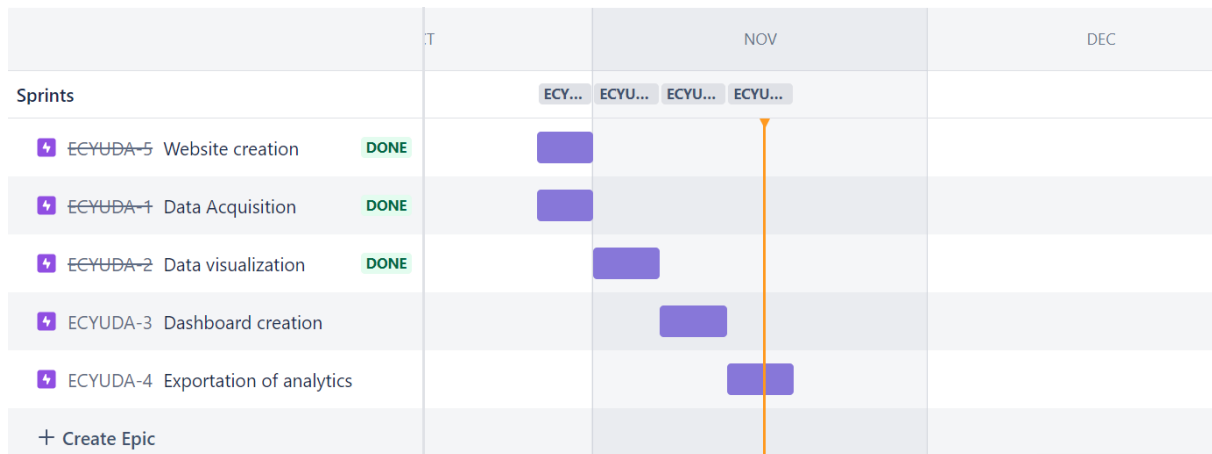 NOV DEC
Sprints ECY... ECYU... ECYU... ECYU...
ECYUDA-5 Website creation DONE
ECYUDA-1 Data Acquisition DONE
ECYUDA-2 Data visualization DONE
ECYUDA-3 Dashboard creation
ECYUDA-4 Exportation of analytics
+ Create Epic